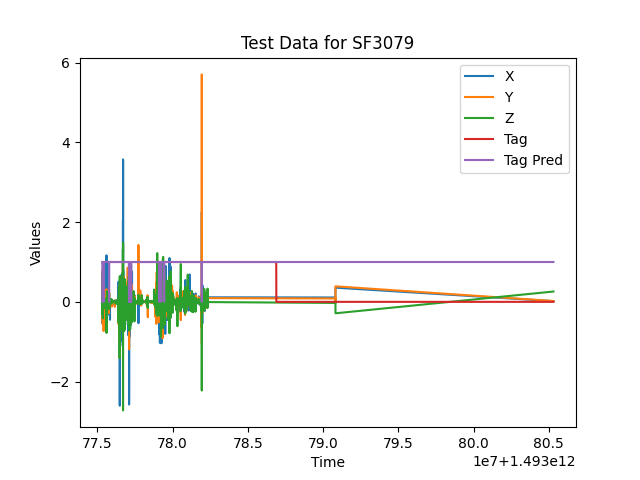 Test Data for SF3079
6
4
2
0
−2
Values
X
Y
Z
Tag
Tag Pred
77.5 78.0 78.5 79.0 79.5 80.0 80.5
Time
1e7+1.493e12